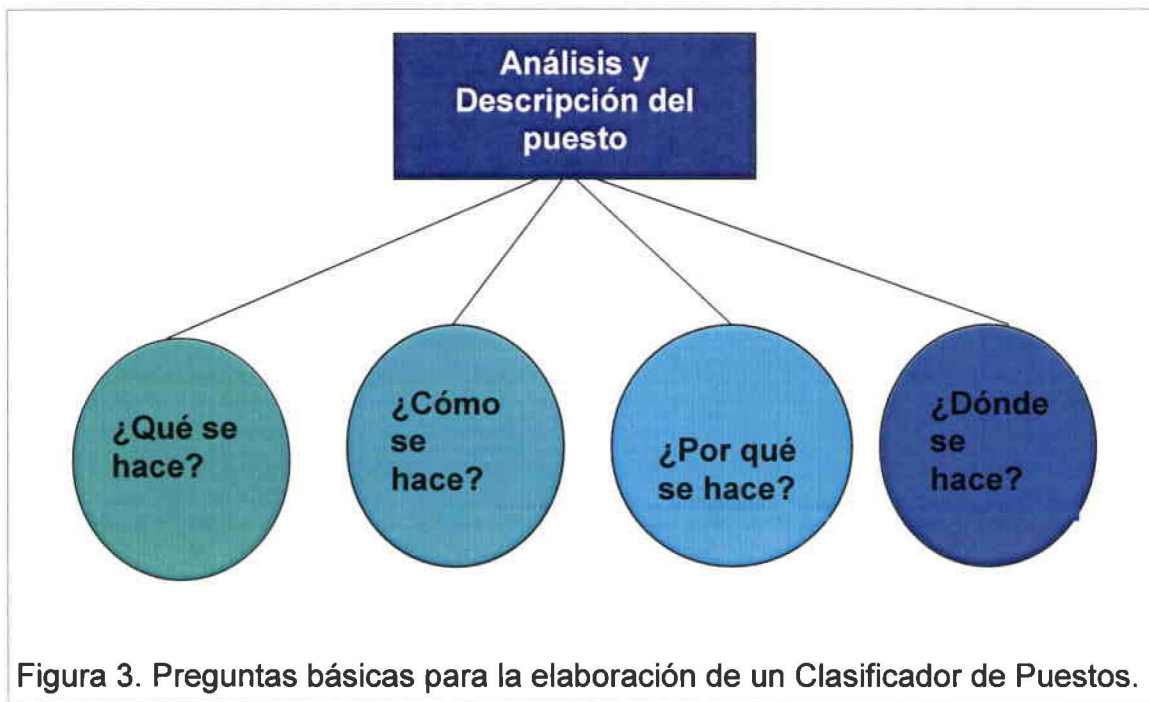 Análisis y
Descripción del
puesto
¿Qué se
hace?
¿Cómo
se
hace?
¿Por qué
se hace?
¿Dónde
se
hace?
Figura 3. Preguntas básicas para la elaboración de un Clasificador de Puestos.